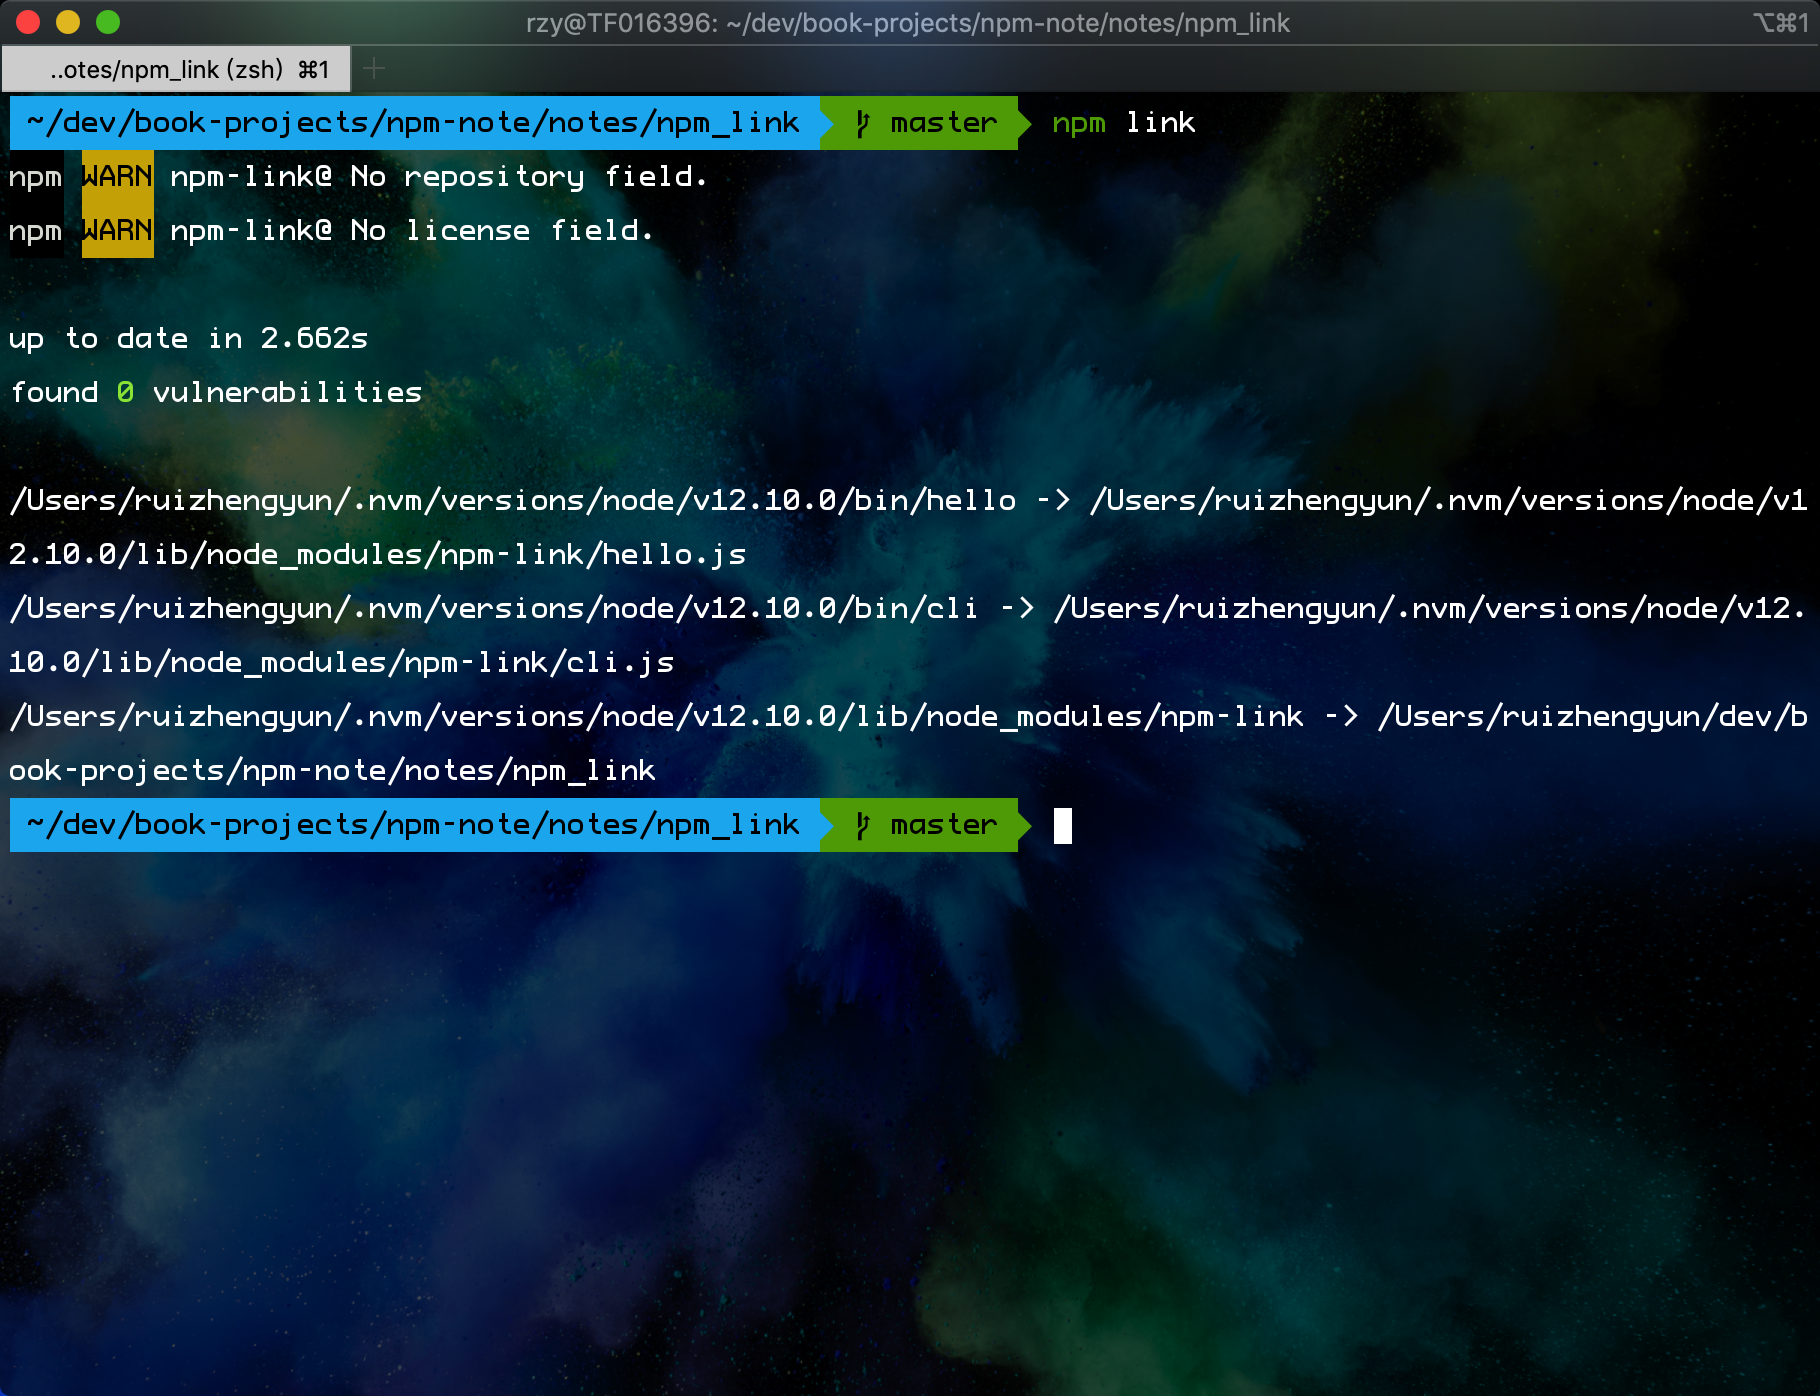 rzy@TF016396: ~/dev/book-projects/npm-note/notes/npm_link ⌥⌘1
..otes/npm_link (zsh) ⌘1 +
~/dev/book-projects/npm-note/notes/npm_link master npm link
npm WARN npm-link@ No repository field.
npm WARN npm-link@ No license field.
up to date in 2.662s
found 0 vulnerabilities
/Users/ruizhengyun/.nvm/versions/node/v12.10.0/bin/hello -> /Users/ruizhengyun/.nvm/versions/node/v1
2.10.0/lib/node_modules/npm-link/hello.js
/Users/ruizhengyun/.nvm/versions/node/v12.10.0/bin/cli -> /Users/ruizhengyun/.nvm/versions/node/v12.
10.0/lib/node_modules/npm-link/cli.js
/Users/ruizhengyun/.nvm/versions/node/v12.10.0/lib/node_modules/npm-link -> /Users/ruizhengyun/dev/b
ook-projects/npm-note/notes/npm_link
~/dev/book-projects/npm-note/notes/npm_link master